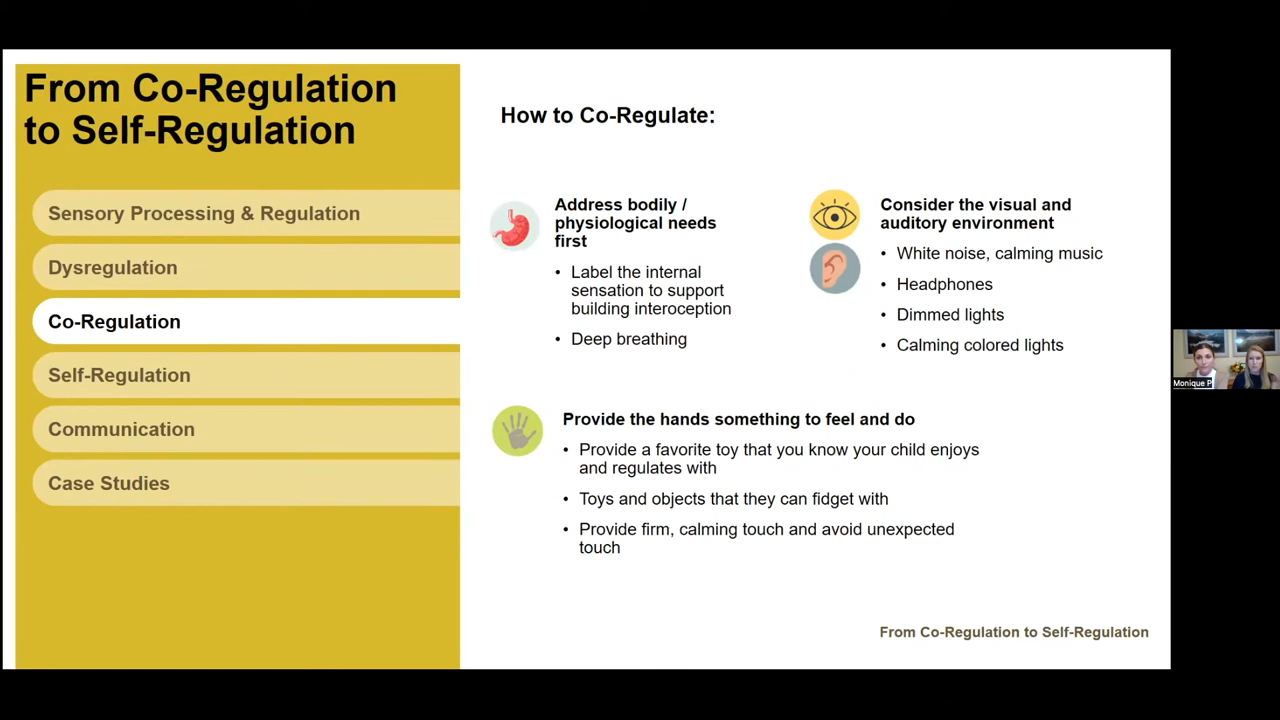 From Co-Regulation
to Self-Regulation
Sensory Processing & Regulation
Dysregulation
Co-Regulation
Self-Regulation
Communication
Case Studies
How to Co-Regulate:
Address bodily /
physiological needs
first
• Label the internal
sensation to support
building interoception
• Deep breathing
Consider the visual and
auditory environment
• White noise, calming music
• Headphones
• Dimmed lights
• Calming colored lights
Provide the hands something to feel and do
• Provide a favorite toy that you know your child enjoys
and regulates with
• Toys and objects that they can fidget with
• Provide firm, calming touch and avoid unexpected
touch
From Co-Regulation to Self-Regulation
Monique P